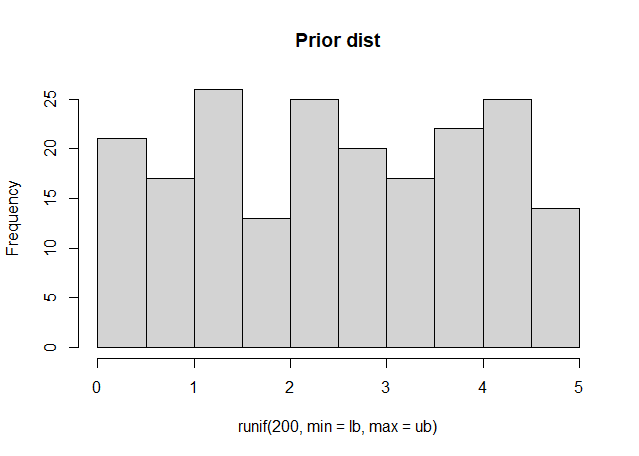 Prior dist
Frequency
25
20
15
10
5
0
0 1 2 3 4 5
runif(200, min = lb, max = ub)